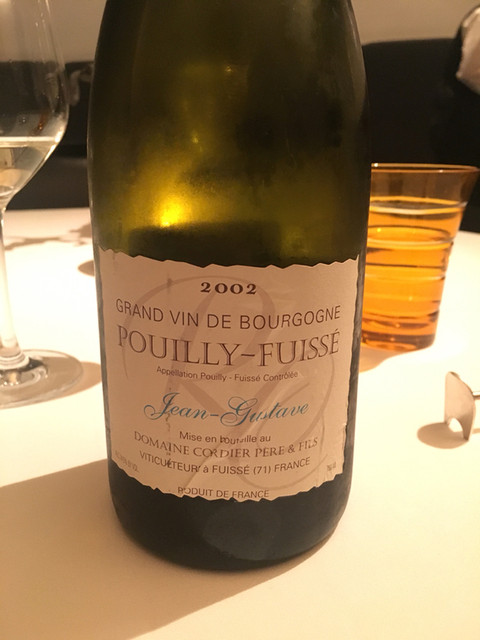 2002
GRAND VIN DE BOURGOGNE
POUILLY-FUISSÉ
Appellation Pouilly - Fuissé Contrôlée
Jean-Gustave
Mise en bouteille au
DOMAINE CORDIER PERE & FILS
VITICULTEUR à FUISSÉ (71) FRANCE
PRODUIT DE FRANCE